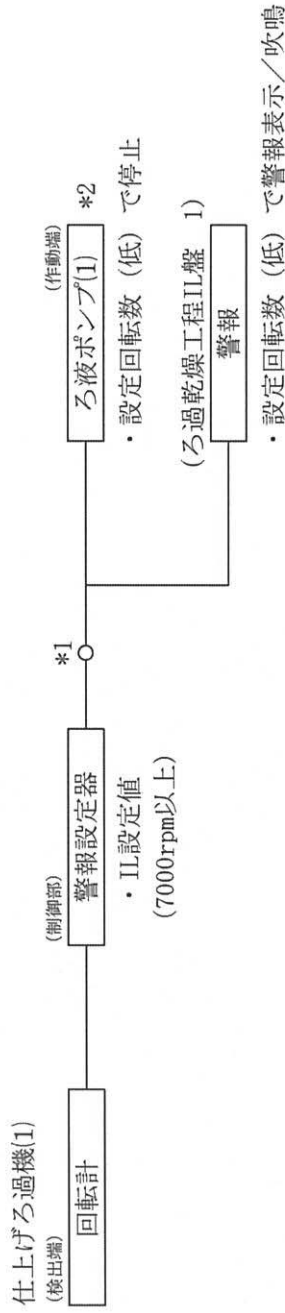 仕上げろ過機(1)
(検出端)
回転計
(制御部)
警報設定器
・IL設定値
(7000rpm以上)
*1
(作動端)
ろ液ポンプ(1) *2
・設定回転数（低）で停止
(ろ過乾燥工程IL盤 1)
警報
・設定回転数（低）で警報表示／吹鳴